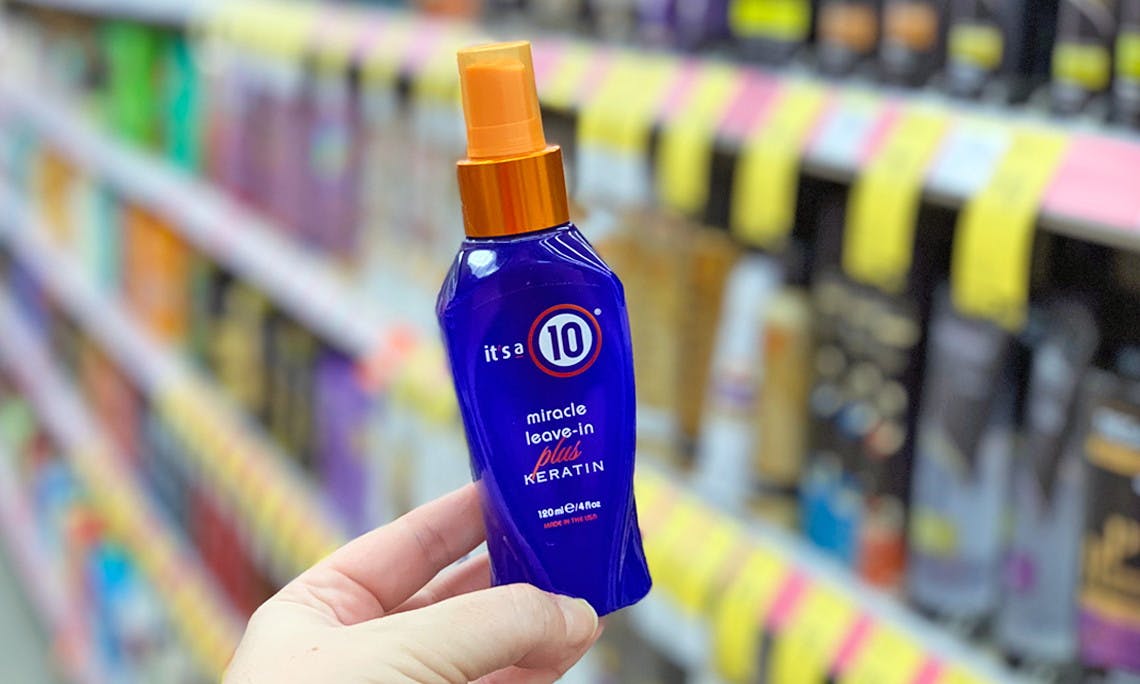 it's a 10®
miracle
leave-in
plus
KERATIN
120 ml e/4 fl oz
MADE IN THE USA